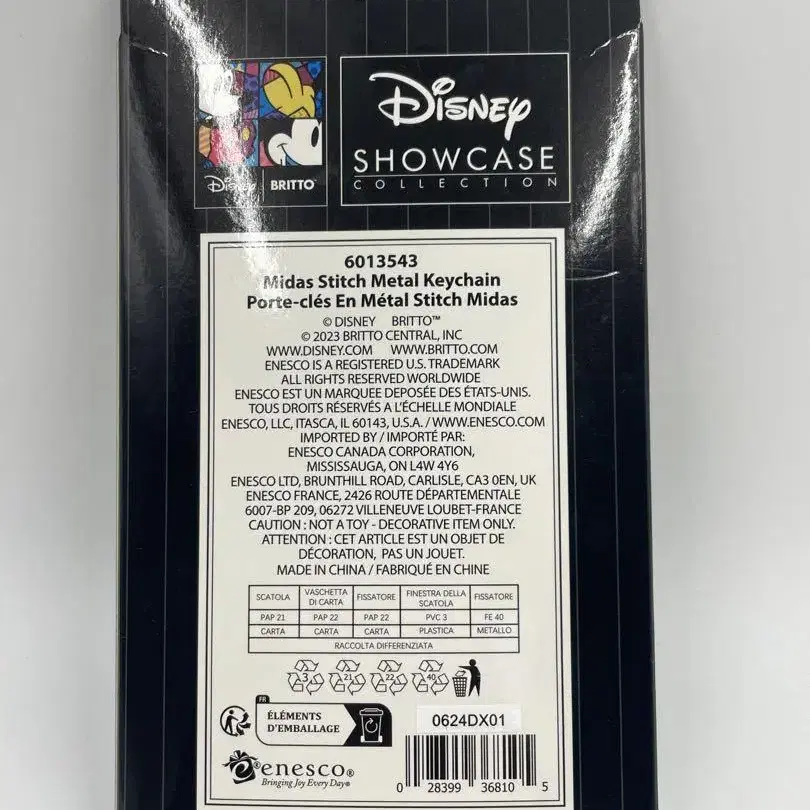 Disney BRITTO™
Disney
SHOWCASE
COLLECTION
6013543
Midas Stitch Metal Keychain
Porte-clés En Métal Stitch Midas
© DISNEY BRITTO™
© 2023 BRITTO CENTRAL, INC
WWW.DISNEY.COM WWW.BRITTO.COM
ENESCO IS A REGISTERED U.S. TRADEMARK
ALL RIGHTS RESERVED WORLDWIDE
ENESCO EST UN MARQUEE DEPOSÉE DES ÉTATS-UNIS.
TOUS DROITS RÉSERVÉS A L'ÉCHELLE MONDIALE
ENESCO, LLC, ITASCA, IL 60143, U.S.A. / WWW.ENESCO.COM
IMPORTED BY / IMPORTÉ PAR:
ENESCO CANADA CORPORATION,
MISSISSAUGA, ON L4W 4Y6
ENESCO LTD, BRUNTHILL ROAD, CARLISLE, CA3 0EN, UK
ENESCO FRANCE, 2426 ROUTE DÉPARTEMENTALE
6007-BP 209, 06272 VILLENEUVE LOUBET-FRANCE
CAUTION : NOT A TOY - DECORATIVE ITEM ONLY.
ATTENTION : CET ARTICLE EST UN OBJET DE
DÉCORATION, PAS UN JOUET.
MADE IN CHINA / FABRIQUÉ EN CHINE
SCATOLA VASCHETTA DI CARTA FISSATORE FINESTRA DELLA SCATOLA FISSATORE
PAP 21 PAP 22 PAP 22 PVC 3 FE 40
CARTA CARTA CARTA PLASTICA METALLO
RACCOLTA DIFFERENZIATA
3 21 22 40
FR
ÉLÉMENTS
D'EMBALLAGE
0624DX01
enesco®
Bringing Joy Every Day®
0 28399 36810 5